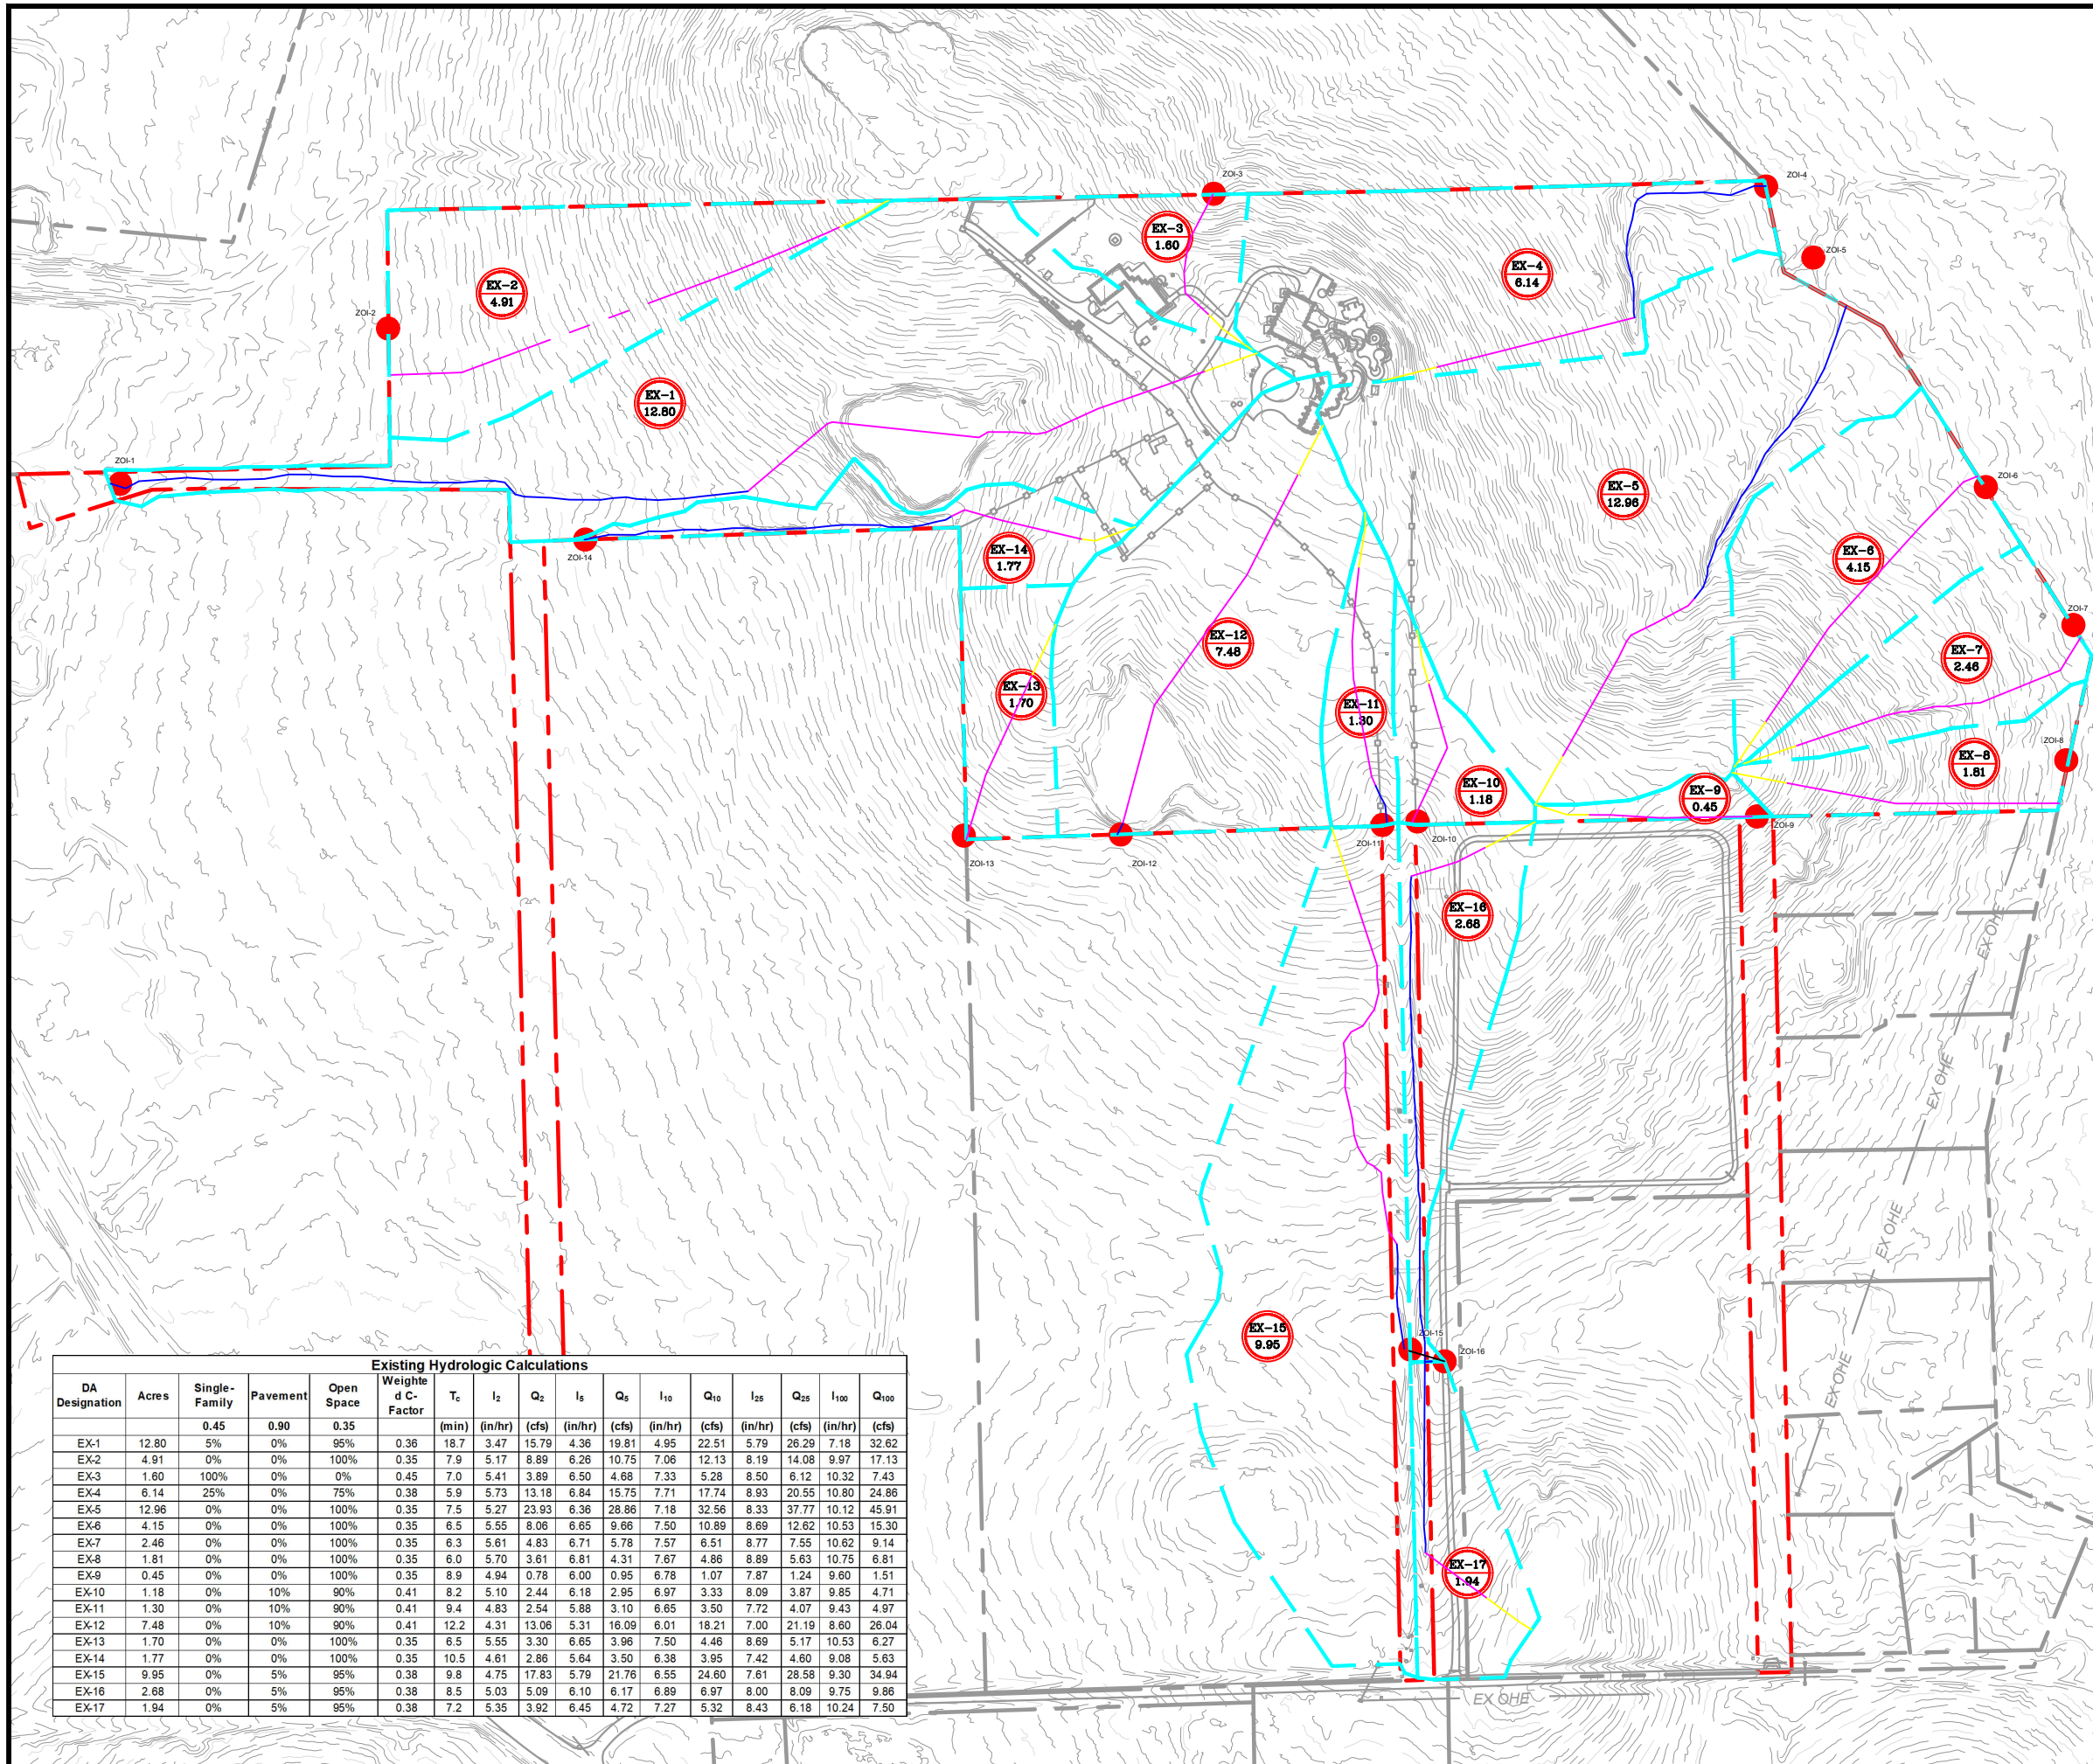 ZOI-3
ZOI-4
EX-3
1.60
ZOI-5
EX-4
6.14
EX-2
4.91
ZOI-2
EX-1
12.80
ZOI-1
ZOI-6
EX-5
12.96
ZOI-14
EX-14
1.77
EX-6
4.15
ZOI-7
EX-12
7.48
EX-7
2.46
EX-13
1.70
EX-11
1.30
ZOI-8
EX-8
1.81
EX-10
1.18
EX-9
0.45
ZOI-13
ZOI-12
ZOI-11
ZOI-10
ZOI-9
EX-16
2.68
EX OHE
EX OHE
EX OHE
EX-15
9.95
ZOI-15
ZOI-16
EX OHE
EX-17
1.94
EX OHE
Existing Hydrologic Calculations
DA Designation Acres Single-Family Pavement Open Space Weighte d C-Factor Tc I2 Q2 I5 Q5 I10 Q10 I25 Q25 I100 Q100
0.45 0.90 0.35 (min) (in/hr) (cfs) (in/hr) (cfs) (in/hr) (cfs) (in/hr) (cfs) (in/hr) (cfs)
EX-1 12.80 5% 0% 95% 0.36 18.7 3.47 15.79 4.36 19.81 4.95 22.51 5.79 26.29 7.18 32.62
EX-2 4.91 0% 0% 100% 0.35 7.9 5.17 8.89 6.26 10.75 7.06 12.13 8.19 14.08 9.97 17.13
EX-3 1.60 100% 0% 0% 0.45 7.0 5.41 3.89 6.50 4.68 7.33 5.28 8.50 6.12 10.32 7.43
EX-4 6.14 25% 0% 75% 0.38 5.9 5.73 13.18 6.84 15.75 7.71 17.74 8.93 20.55 10.80 24.86
EX-5 12.96 0% 0% 100% 0.35 7.5 5.27 23.93 6.36 28.86 7.18 32.56 8.33 37.77 10.12 45.91
EX-6 4.15 0% 0% 100% 0.35 6.5 5.55 8.06 6.65 9.66 7.50 10.89 8.69 12.62 10.53 15.30
EX-7 2.46 0% 0% 100% 0.35 6.3 5.61 4.83 6.71 5.78 7.57 6.51 8.77 7.55 10.62 9.14
EX-8 1.81 0% 0% 100% 0.35 6.0 5.70 3.61 6.81 4.31 7.67 4.86 8.89 5.63 10.75 6.81
EX-9 0.45 0% 0% 100% 0.35 8.9 4.94 0.78 6.00 0.95 6.78 1.07 7.87 1.24 9.60 1.51
EX-10 1.18 0% 10% 90% 0.41 8.2 5.10 2.44 6.18 2.95 6.97 3.33 8.09 3.87 9.85 4.71
EX-11 1.30 0% 10% 90% 0.41 9.4 4.83 2.54 5.88 3.10 6.65 3.50 7.72 4.07 9.43 4.97
EX-12 7.48 0% 10% 90% 0.41 12.2 4.31 13.06 5.31 16.09 6.01 18.21 7.00 21.19 8.60 26.04
EX-13 1.70 0% 0% 100% 0.35 6.5 5.55 3.30 6.65 3.96 7.50 4.46 8.69 5.17 10.53 6.27
EX-14 1.77 0% 0% 100% 0.35 10.5 4.61 2.86 5.64 3.50 6.38 3.95 7.42 4.60 9.08 5.63
EX-15 9.95 0% 5% 95% 0.38 9.8 4.75 17.83 5.79 21.76 6.55 24.60 7.61 28.58 9.30 34.94
EX-16 2.68 0% 5% 95% 0.38 8.5 5.03 5.09 6.10 6.17 6.89 6.97 8.00 8.09 9.75 9.86
EX-17 1.94 0% 5% 95% 0.38 7.2 5.35 3.92 6.45 4.72 7.27 5.32 8.43 6.18 10.24 7.50